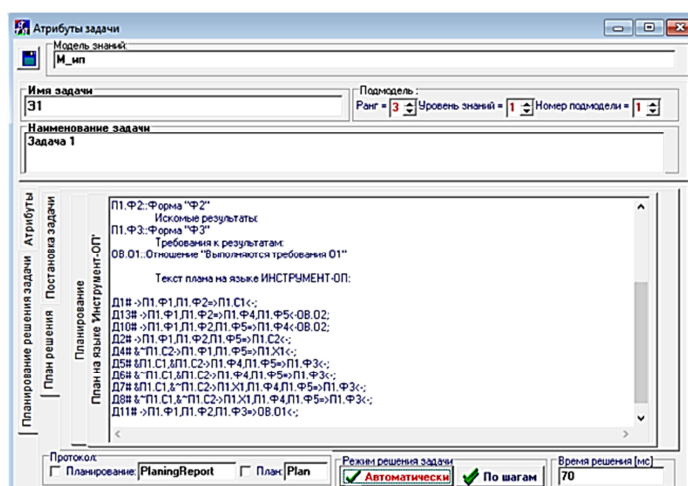 Атрибуты задачи
Модель знаний:
М_ип
Имя задачи
З1
Подмодель :
Ранг = 3 Уровень знаний = 1 Номер подмодели = 1
Наименование задачи
Задача 1
Атрибуты
Планирование решения задачи
Постановка задачи
План решения
Планирование
План на языке 'Инструмент-ОП'
П1.Ф2::Форма "Ф2"
Искомые результаты:
П1.Ф3::Форма "Ф3"
Требования к результатам:
ОВ.О1::Отношение "Выполняются требования О1"
Текст плана на языке ИНСТРУМЕНТ-ОП:
Д1# ->П1.Ф1,П1.Ф2=>П1.С1<-;
Д13# ->П1.Ф1,П1.Ф2=>П1.Ф4,П1.Ф5<-ОВ.О2;
Д10# ->П1.Ф1,П1.Ф2,П1.Ф5=>П1.Ф4<-ОВ.О2;
Д2# ->П1.Ф1,П1.Ф2,П1.Ф5=>П1.С2<-;
Д4# &~П1.С2->П1.Ф1,П1.Ф5=>П1.Х1<-;
Д5# &П1.С1,&П1.С2->П1.Ф4,П1.Ф5=>П1.Ф3<-;
Д6# &~П1.С1,&П1.С2->П1.Ф4,П1.Ф5=>П1.Ф3<-;
Д7# &П1.С1,&~П1.С2->П1.Х1,П1.Ф4,П1.Ф5=>П1.Ф3<-;
Д8# &~П1.С1,&~П1.С2->П1.Х1,П1.Ф4,П1.Ф5=>П1.Ф3<-;
Д11# ->П1.Ф1,П1.Ф2,П1.Ф3=>ОВ.О1<-;
Протокол:
Планирование: PlaningReport План: Plan
Режим решения задачи
Автоматически По шагам
Время решения [мс]
70